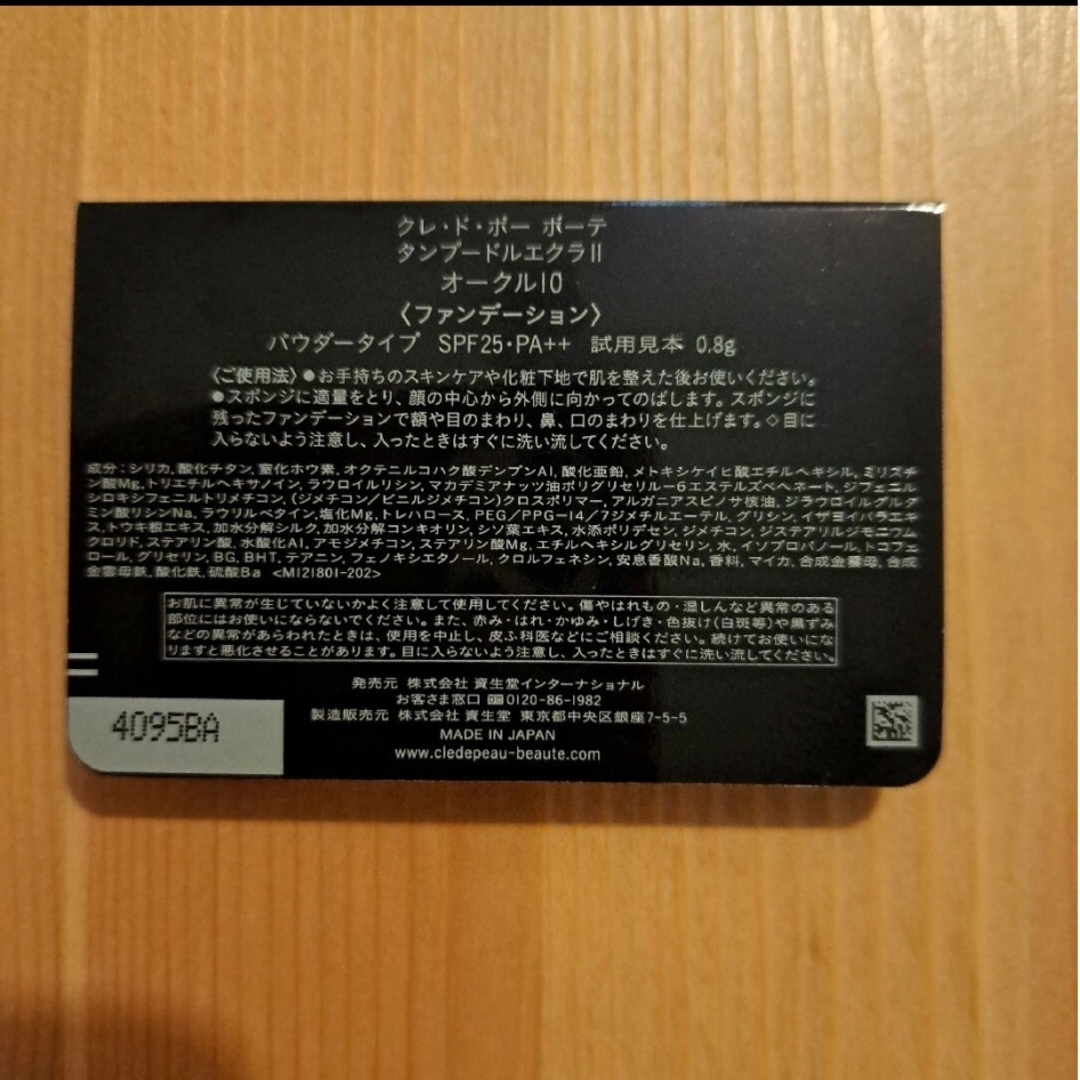 クレ・ド・ポー ボーテ
タンプードルエクラⅡ
オークル10
〈ファンデーション〉
パウダータイプ SPF25・PA++ 試用見本 0.8g
〈ご使用法〉●お手持ちのスキンケアや化粧下地で肌を整えた後お使いください。
●スポンジに適量をとり、顔の中心から外側に向かってのばします。スポンジに
残ったファンデーションで額や目のまわり、鼻、口のまわりを仕上げます。◇目に
入らないよう注意し、入ったときはすぐに洗い流してください。
成分：シリカ, 酸化チタン, 窒化ホウ素, オクテニルコハク酸デンプンAl, 酸化亜鉛, メトキシケイヒ酸エチルヘキシル, ミリスチ
ン酸Mg, トリエチルヘキサノイン, ラウロイルリシン, マカデミアナッツ油ポリグリセリル-6エステルズベヘネート, ジフェニル
シロキシフェニルトリメチコン, (ジメチコン/ビニルジメチコン)クロスポリマー, アルガニアスピノサ核油, ジラウロイルグルタ
ミン酸リシンNa, ラウリルベタイン, 塩化Mg, トレハロース, PEG/PPG-14/7ジメチルエーテル, グリシン, イザヨイバラエキ
ス, トウキ根エキス, 加水分解シルク, 加水分解コンキオリン, シソ葉エキス, 水添ポリデセン, ジメチコン, ジステアリルジモニウム
クロリド, ステアリン酸, 水酸化Al, アモジメチコン, ステアリン酸Mg, エチルヘキシルグリセリン, 水, イソプロパノール, トコフェ
ロール, グリセリン, BG, BHT, テアニン, フェノキシエタノール, クロルフェネシン, 安息香酸Na, 香料, マイカ, 合成金雲母, 合成
金雲母鉄, 酸化鉄, 硫酸Ba <M121801-202>
お肌に異常が生じていないかよく注意して使用してください。傷やはれもの・湿しんなど異常のある
部位にはお使いにならないでください。また、赤み・はれ・かゆみ・しげき・色抜け(白斑等)や黒ずみ
などの異常があらわれたときは、使用を中止し、皮ふ科医などにご相談ください。続けてお使いにな
りますと悪化させることがあります。目に入らないよう注意し、入ったときはすぐに洗い流してください。
発売元 株式会社 資生堂インターナショナル
お客さま窓口 0120-86-1982
製造販売元 株式会社 資生堂 東京都中央区銀座7-5-5
MADE IN JAPAN
www.cledepeau-beaute.com
4095BA